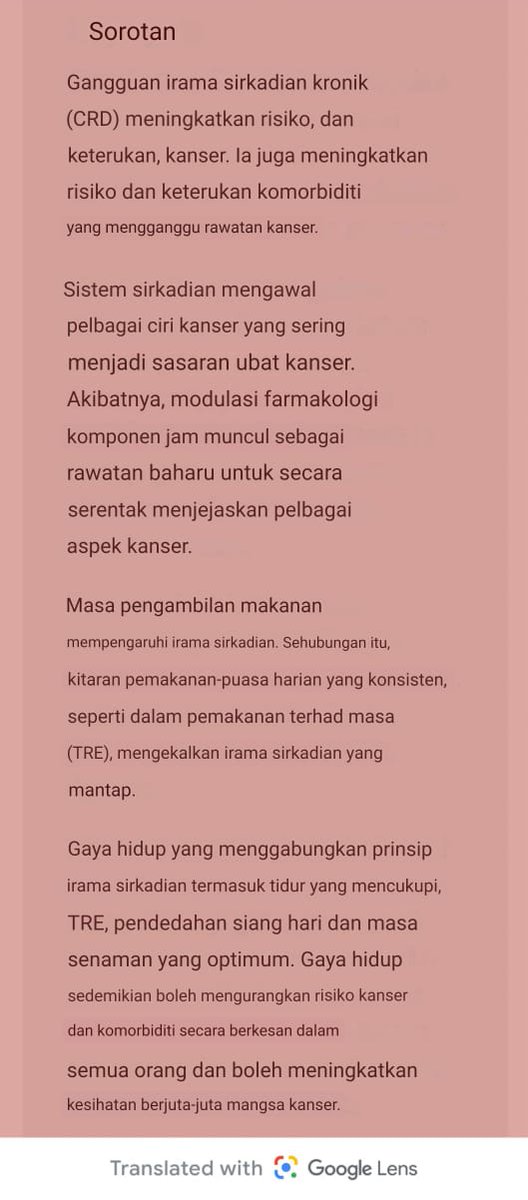 Sorotan
Gangguan irama sirkadian kronik
(CRD) meningkatkan risiko, dan
keterukan, kanser. Ia juga meningkatkan
risiko dan keterukan komorbiditi
yang mengganggu rawatan kanser.
Sistem sirkadian mengawal
pelbagai ciri kanser yang sering
menjadi sasaran ubat kanser.
Akibatnya, modulasi farmakologi
komponen jam muncul sebagai
rawatan baharu untuk secara
serentak menjejaskan pelbagai
aspek kanser.
Masa pengambilan makanan
mempengaruhi irama sirkadian. Sehubungan itu,
kitaran pemakanan-puasa harian yang konsisten,
seperti dalam pemakanan terhad masa
(TRE), mengekalkan irama sirkadian yang
mantap.
Gaya hidup yang menggabungkan prinsip
irama sirkadian termasuk tidur yang mencukupi,
TRE, pendedahan siang hari dan masa
senaman yang optimum. Gaya hidup
sedemikian boleh mengurangkan risiko kanser
dan komorbiditi secara berkesan dalam
semua orang dan boleh meningkatkan
kesihatan berjuta-juta mangsa kanser.
Translated with Google Lens